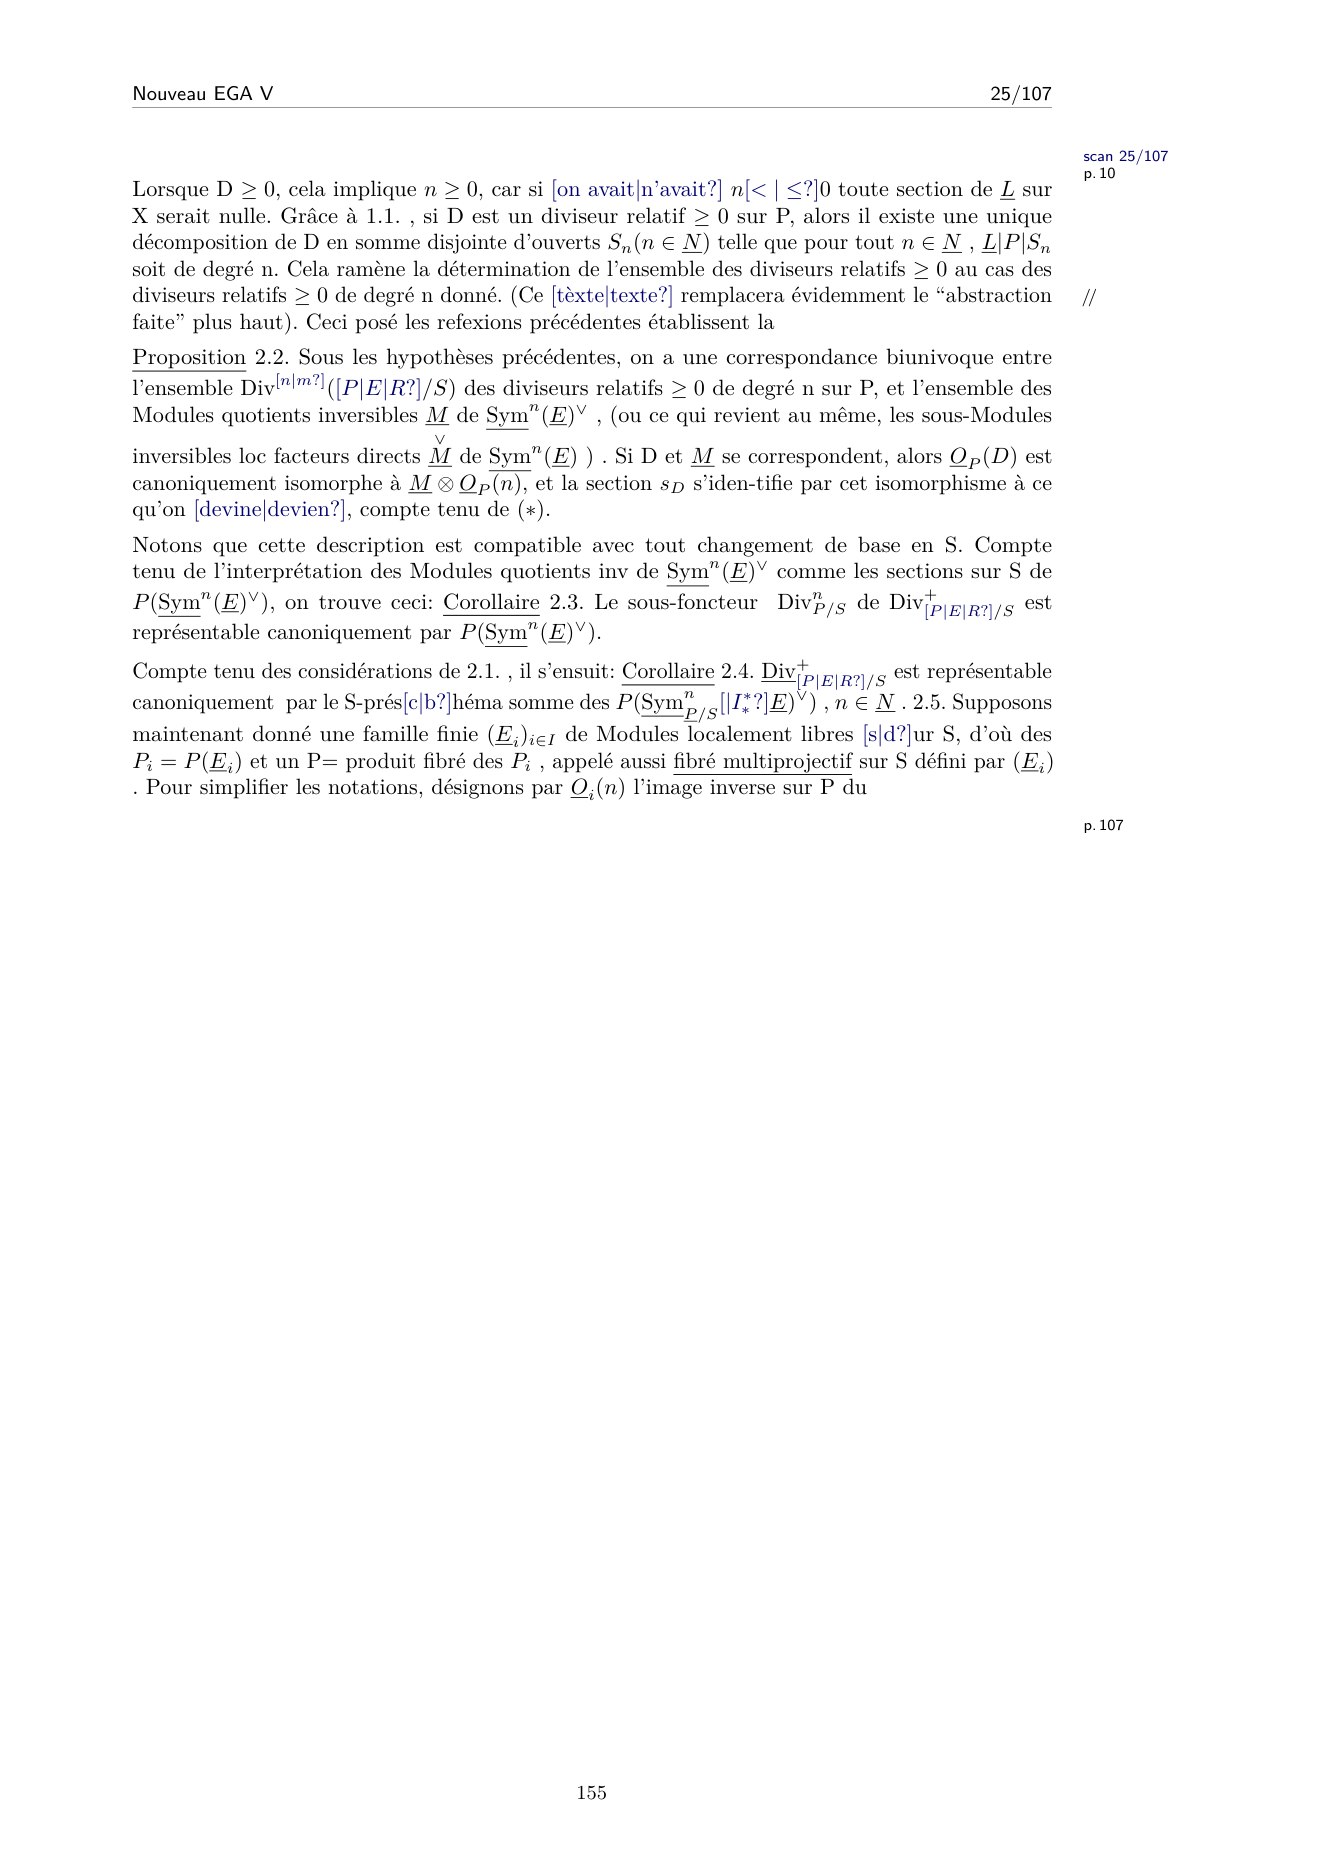 Nouveau EGA V 25/107
scan 25/107
p. 10
Lorsque D ≥ 0, cela implique n ≥ 0, car si [on avait|n'avait?] n[< | ≤?]0 toute section de L sur
X serait nulle. Grâce à 1.1. , si D est un diviseur relatif ≥ 0 sur P, alors il existe une unique
décomposition de D en somme disjointe d'ouverts Sₙ(n ∈ N) telle que pour tout n ∈ N , L|P|Sₙ
soit de degré n. Cela ramène la détermination de l'ensemble des diviseurs relatifs ≥ 0 au cas des
diviseurs relatifs ≥ 0 de degré n donné. (Ce [tèxte|texte?] remplacera évidemment le “abstraction //
faite” plus haut). Ceci posé les refexions précédentes établissent la
Proposition 2.2. Sous les hypothèses précédentes, on a une correspondance biunivoque entre
l'ensemble Div^[n|m?]([P|E|R?]/S) des diviseurs relatifs ≥ 0 de degré n sur P, et l'ensemble des
Modules quotients inversibles M de Symⁿ(E)^∨ , (ou ce qui revient au même, les sous-Modules
inversibles loc facteurs directs M^∨ de Symⁿ(E) ) . Si D et M se correspondent, alors O_P(D) est
canoniquement isomorphe à M ⊗ O_P(n), et la section s_D s'iden-tifie par cet isomorphisme à ce
qu'on [devine|devien?], compte tenu de (∗).
Notons que cette description est compatible avec tout changement de base en S. Compte
tenu de l'interprétation des Modules quotients inv de Symⁿ(E)^∨ comme les sections sur S de
P(Symⁿ(E)^∨), on trouve ceci: Corollaire 2.3. Le sous-foncteur Divⁿ_P/S de Div⁺_[P|E|R?]/S est
représentable canoniquement par P(Symⁿ(E)^∨).
Compte tenu des considérations de 2.1. , il s'ensuit: Corollaire 2.4. Div⁺_[P|E|R?]/S est représentable
canoniquement par le S-prés[c|b?]héma somme des P(Symⁿ_P/S[|I^*_*?]E)^∨) , n ∈ N . 2.5. Supposons
maintenant donné une famille finie (E_i)_i∈I de Modules localement libres [s|d?]ur S, d'où des
P_i = P(E_i) et un P= produit fibré des P_i , appelé aussi fibré multiprojectif sur S défini par (E_i)
. Pour simplifier les notations, désignons par O_i(n) l'image inverse sur P du
p. 107
155